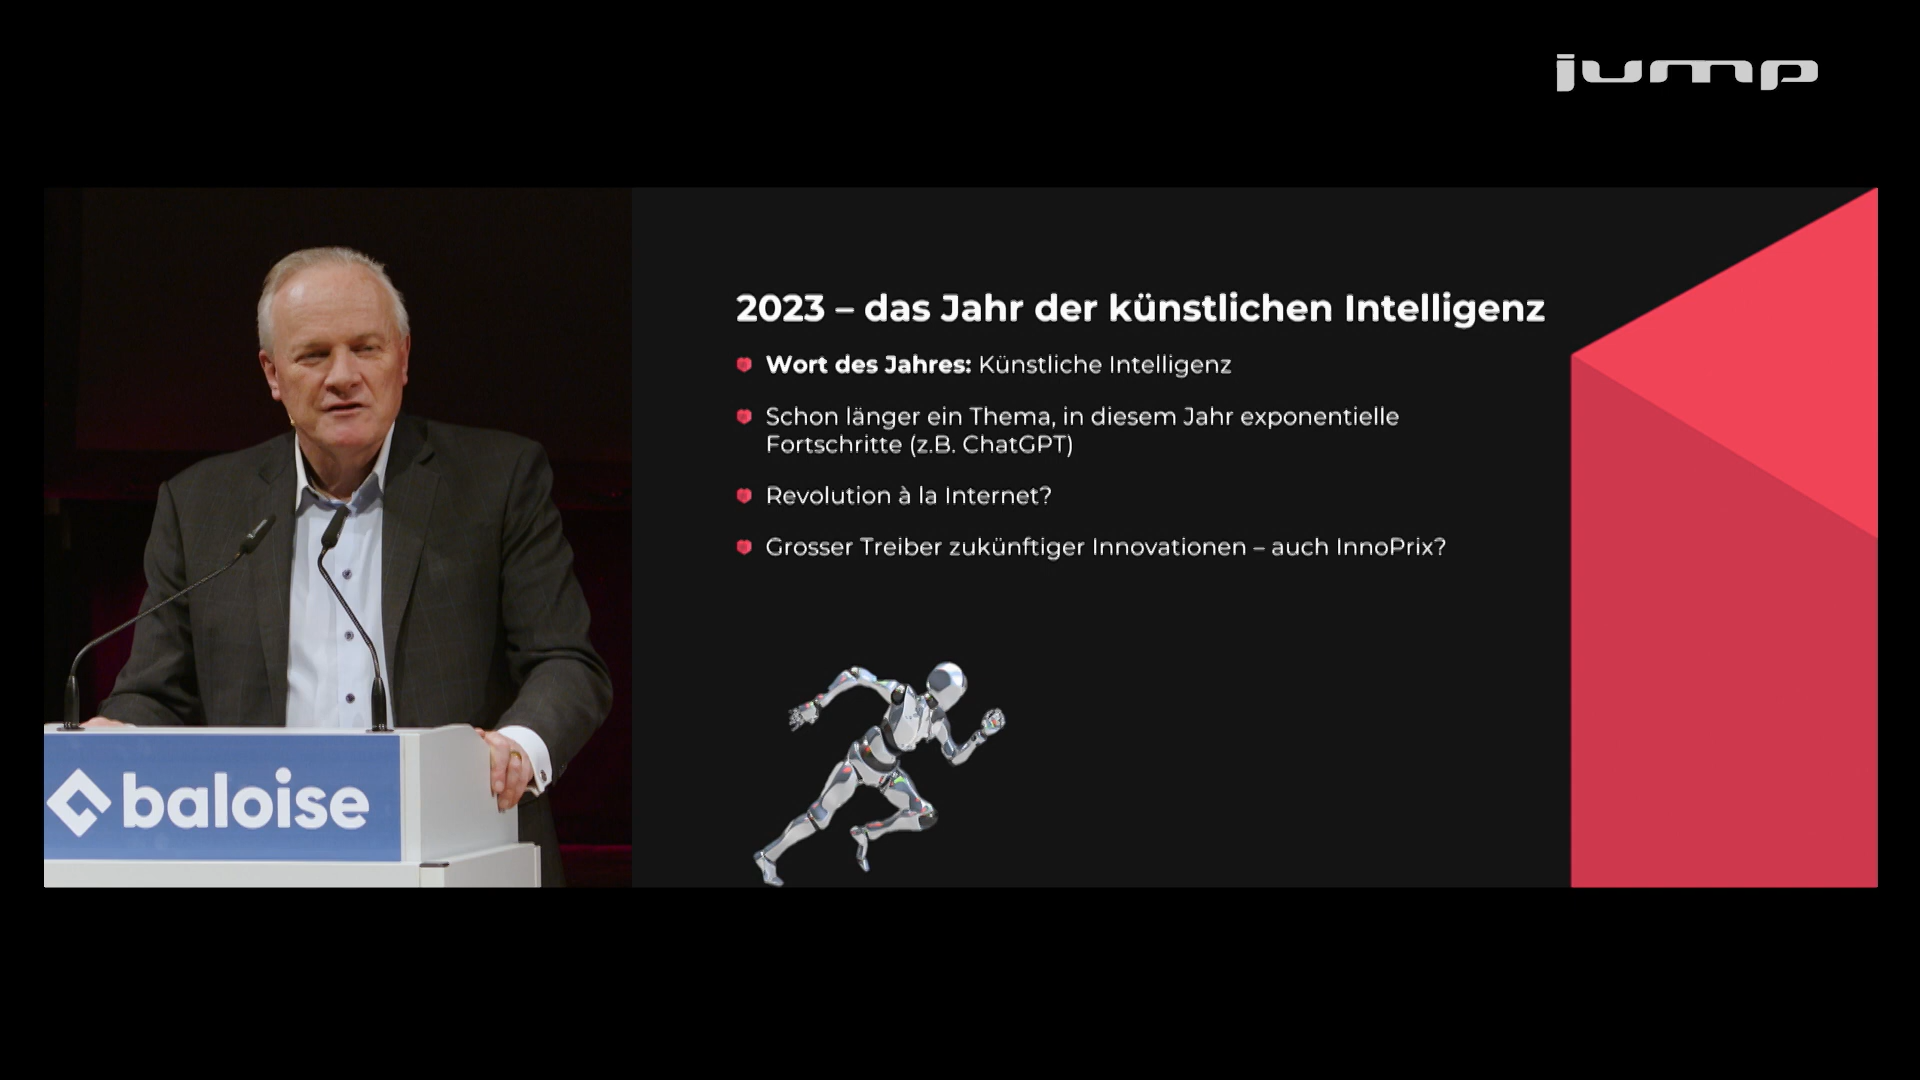 jump
2023 – das Jahr der künstlichen Intelligenz
Wort des Jahres: Künstliche Intelligenz
Schon länger ein Thema, in diesem Jahr exponentielle
Fortschritte (z.B. ChatGPT)
Revolution à la Internet?
Grosser Treiber zukünftiger Innovationen – auch InnoPrix?
baloise